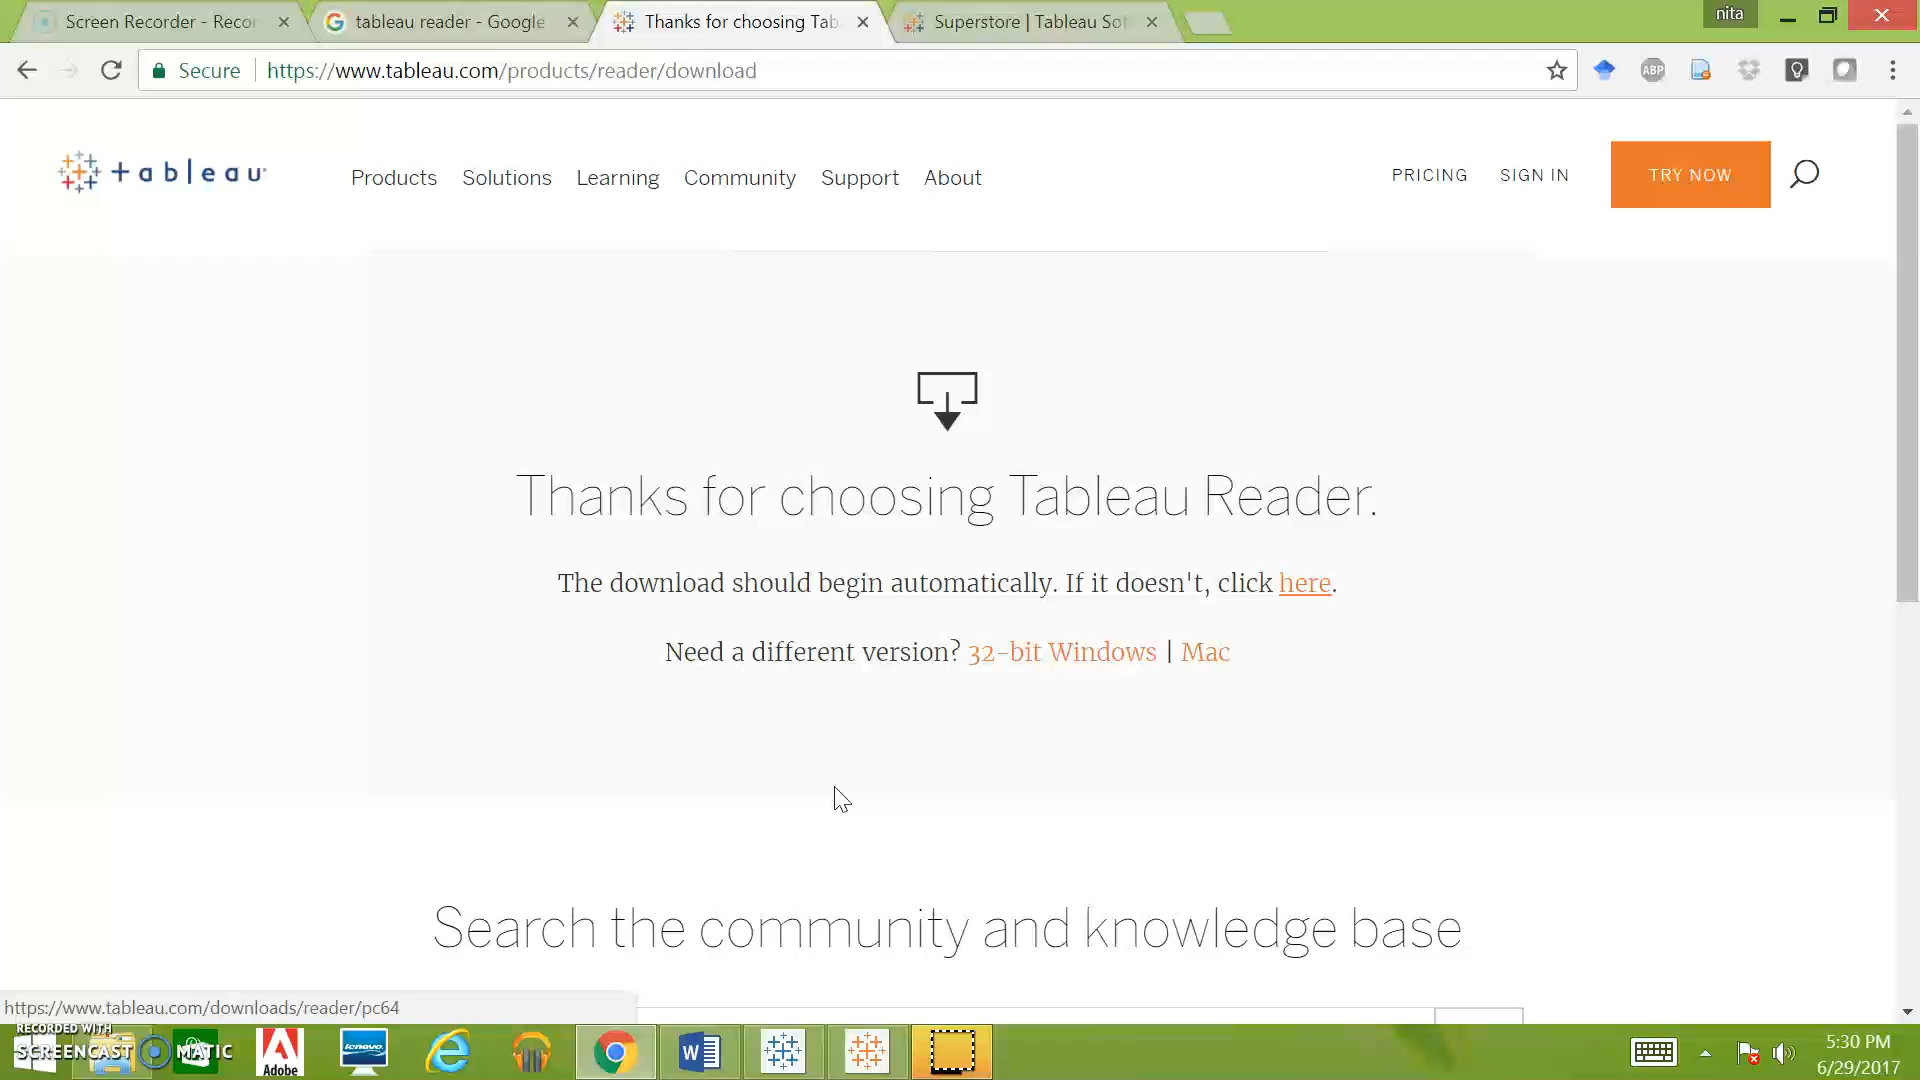 Screen Recorder - Recor
tableau reader - Google
Thanks for choosing Tab
Superstore | Tableau Sof
nita
Secure
https://www.tableau.com/products/reader/download
ABP
+ableau
Products
Solutions
Learning
Community
Support
About
PRICING
SIGN IN
TRY NOW
Thanks for choosing Tableau Reader.
The download should begin automatically. If it doesn't, click here.
Need a different version? 32-bit Windows | Mac
Search the community and knowledge base
https://www.tableau.com/downloads/reader/pc64
RECORDED WITH
SCREENCAST MATIC
Adobe
lenovo
W
5:30 PM
6/29/2017